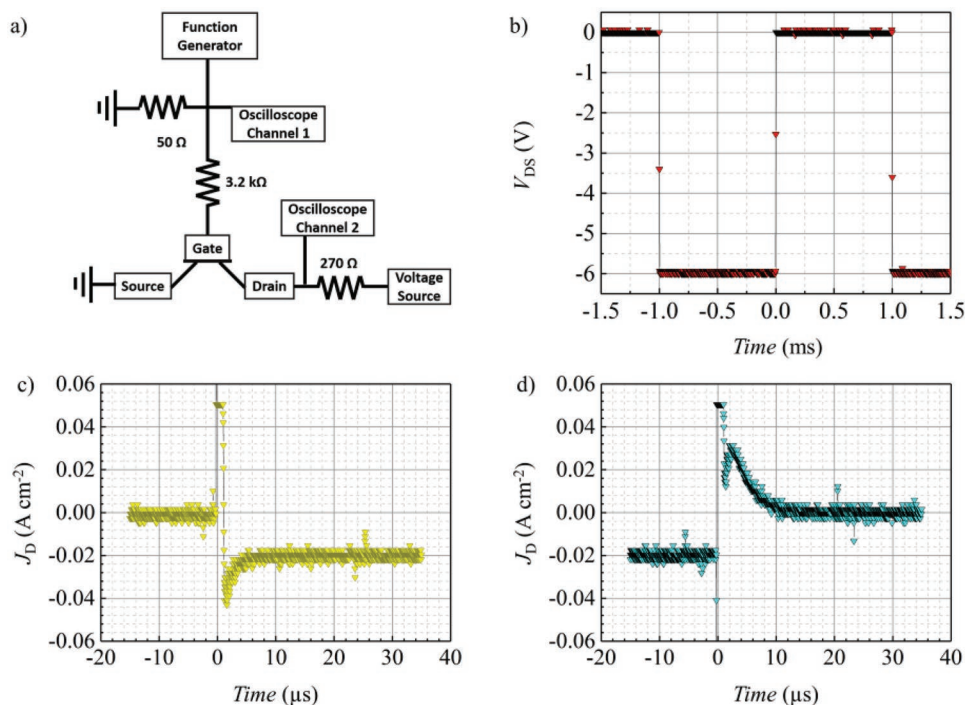 a)
Function
Generator
50 Ω
Oscilloscope
Channel 1
3.2 kΩ
Oscilloscope
Channel 2
Gate
270 Ω
Source
Drain
Voltage
Source
b)
0
-1
-2
-3
-4
-5
-6
V_DS (V)
-1.5 -1.0 -0.5 0.0 0.5 1.0 1.5
Time (ms)
c)
0.06
0.04
0.02
0.00
-0.02
-0.04
-0.06
J_D (A cm⁻²)
-20 -10 0 10 20 30 40
Time (µs)
d)
0.06
0.04
0.02
0.00
-0.02
-0.04
-0.06
J_D (A cm⁻²)
-20 -10 0 10 20 30 40
Time (µs)